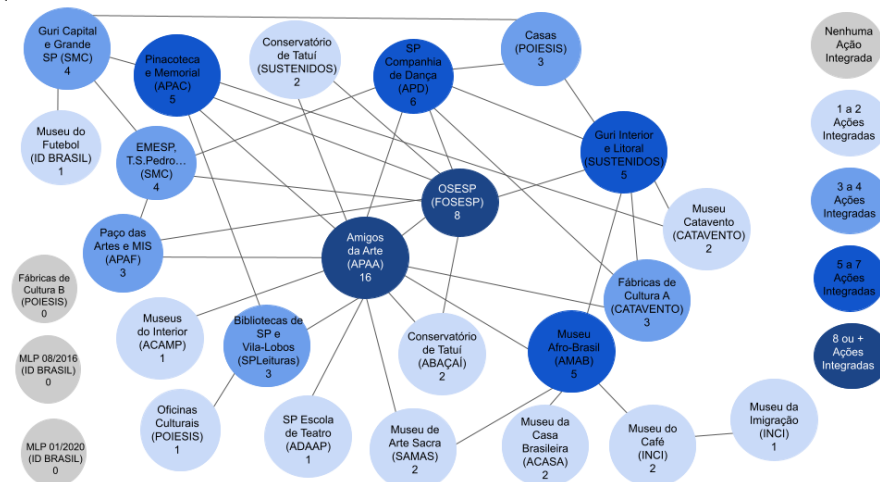 Guri Capital
e Grande
SP (SMC)
4
Pinacoteca
e Memorial
(APAC)
5
Conservatório
de Tatuí
(SUSTENIDOS)
2
SP
Companhia
de Dança
(APD)
6
Casas
(POIESIS)
3
Nenhuma
Ação
Integrada
Museu do
Futebol
(ID BRASIL)
1
EMESP,
T.S.Pedro…
(SMC)
4
Guri Interior
e Litoral
(SUSTENIDOS)
5
1 a 2
Ações
Integradas
OSESP
(FOSESP)
8
3 a 4
Ações
Integradas
Paço das
Artes e MIS
(APAF)
3
Amigos
da Arte
(APAA)
16
Museu
Catavento
(CATAVENTO)
2
Fábricas de
Cultura B
(POIESIS)
0
Fábricas de
Cultura A
(CATAVENTO)
3
5 a 7
Ações
Integradas
Museus
do Interior
(ACAMP)
1
Bibliotecas de
SP e
Vila-Lobos
(SPLeituras)
3
Conservatório
de Tatuí
(ABAÇAÍ)
2
Museu
Afro-Brasil
(AMAB)
5
MLP 08/2016
(ID BRASIL)
0
8 ou +
Ações
Integradas
Oficinas
Culturais
(POIESIS)
1
SP Escola
de Teatro
(ADAAP)
1
Museu de
Arte Sacra
(SAMAS)
2
Museu da
Casa
Brasileira
(ACASA)
2
Museu do
Café
(INCI)
2
Museu da
Imigração
(INCI)
1
MLP 01/2020
(ID BRASIL)
0